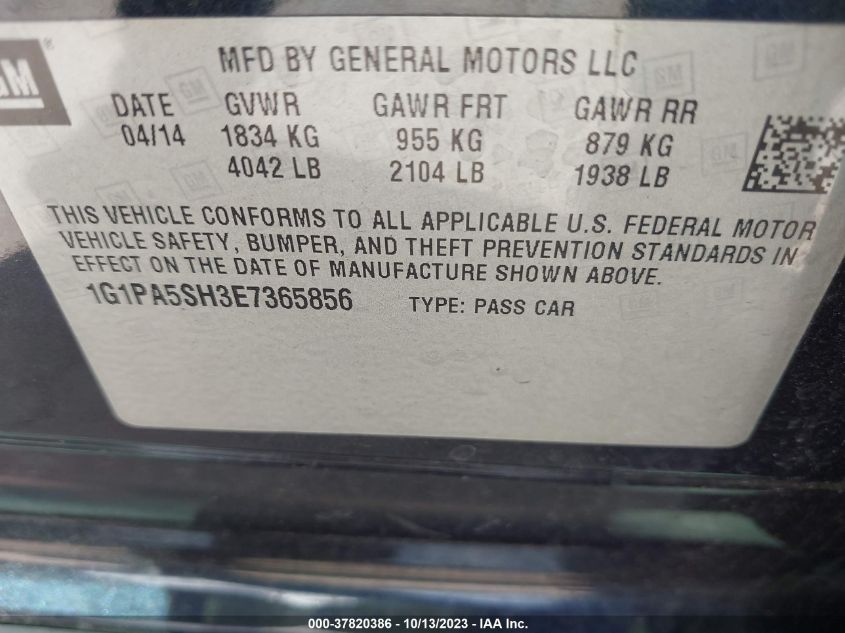 GM ®
MFD BY GENERAL MOTORS LLC
DATE GVWR GAWR FRT GAWR RR
04/14 1834 KG 955 KG 879 KG
4042 LB 2104 LB 1938 LB
THIS VEHICLE CONFORMS TO ALL APPLICABLE U.S. FEDERAL MOTOR
VEHICLE SAFETY, BUMPER, AND THEFT PREVENTION STANDARDS IN
EFFECT ON THE DATE OF MANUFACTURE SHOWN ABOVE.
1G1PA5SH3E7365856 TYPE: PASS CAR
000-37820386 - 10/13/2023 - IAA Inc.